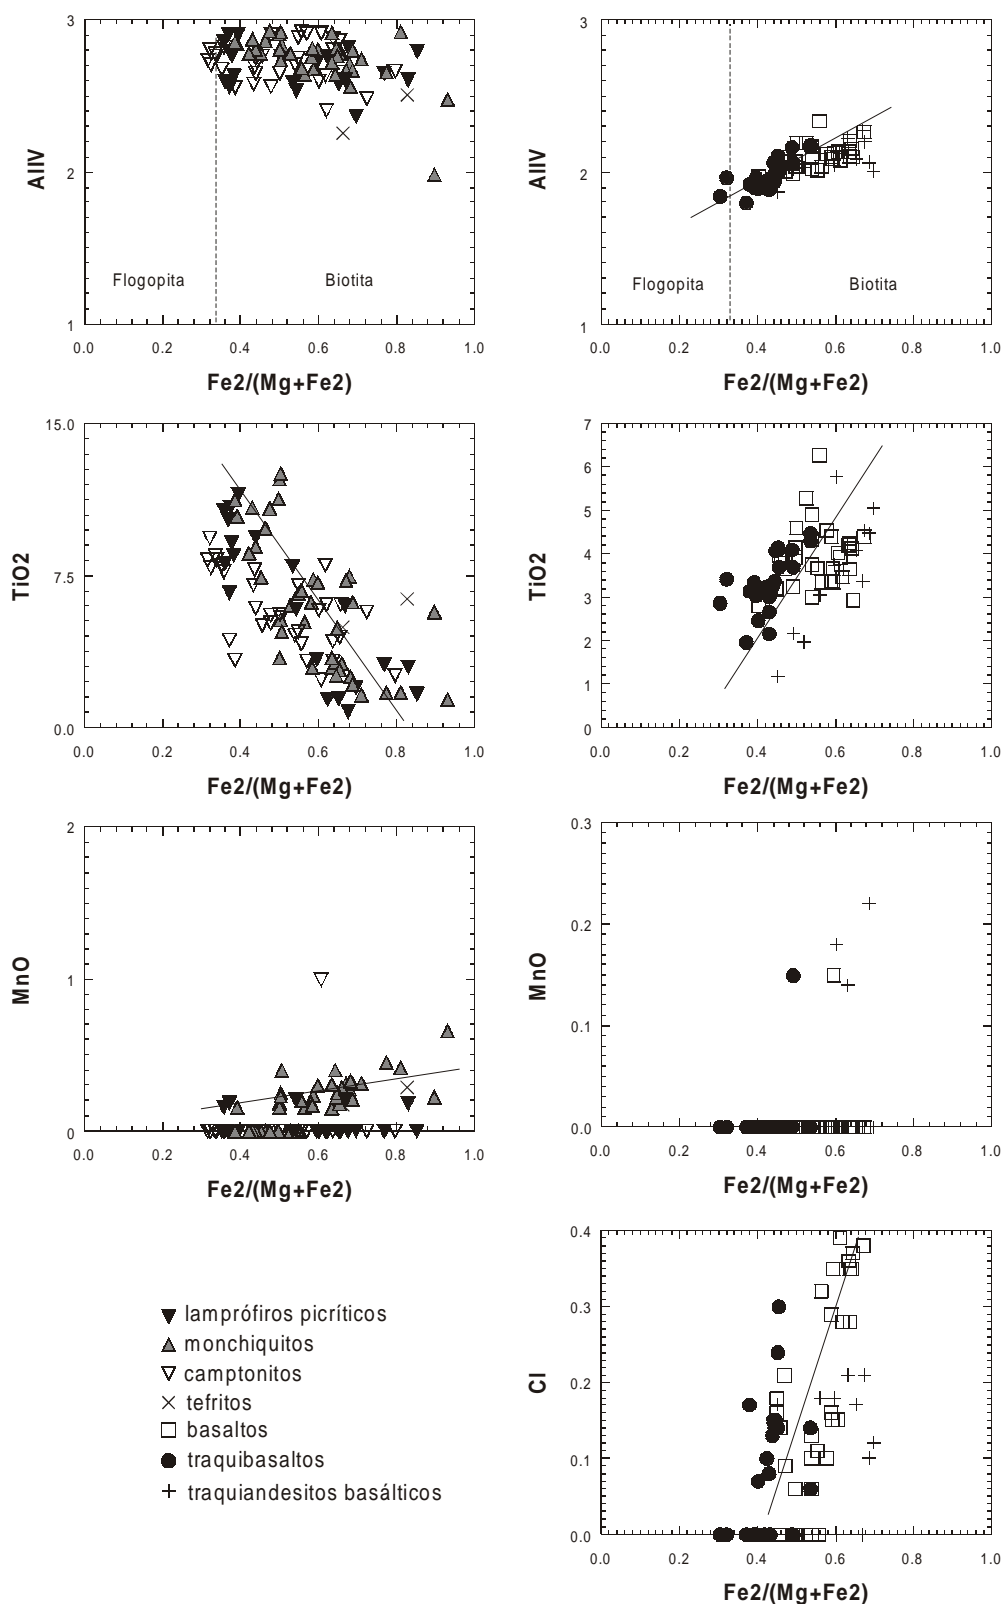 3
2
1
AlIV
Flogopita
Biotita
0.0 0.2 0.4 0.6 0.8 1.0
Fe2/(Mg+Fe2)
3
2
1
AlIV
Flogopita
Biotita
0.0 0.2 0.4 0.6 0.8 1.0
Fe2/(Mg+Fe2)
15.0
7.5
0.0
TiO2
0.0 0.2 0.4 0.6 0.8 1.0
Fe2/(Mg+Fe2)
7
6
5
4
3
2
1
0
TiO2
0.0 0.2 0.4 0.6 0.8 1.0
Fe2/(Mg+Fe2)
2
1
0
MnO
0.0 0.2 0.4 0.6 0.8 1.0
Fe2/(Mg+Fe2)
0.3
0.2
0.1
0.0
MnO
0.0 0.2 0.4 0.6 0.8 1.0
Fe2/(Mg+Fe2)
lamprófiros picríticos
monchiquitos
camptonitos
tefritos
basaltos
traquibasaltos
traquiandesitos basálticos
0.4
0.3
0.2
0.1
0.0
Cl
0.0 0.2 0.4 0.6 0.8 1.0
Fe2/(Mg+Fe2)